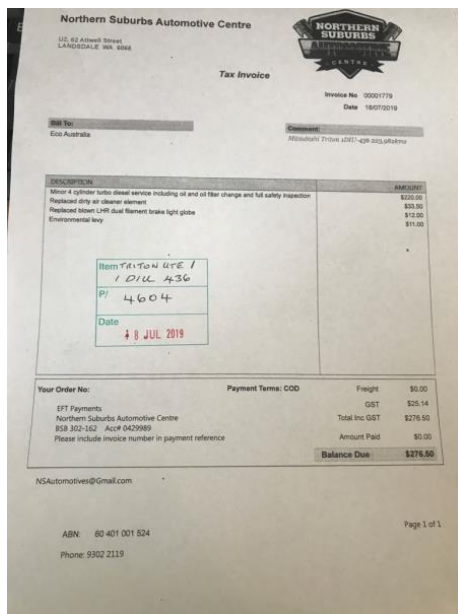 Northern Suburbs Automotive Centre
U2, 62 Attwell Street
LANDSDALE WA 6065
NORTHERN
SUBURBS
CENTRE
Tax Invoice
Invoice No 00001779
Date 18/07/2019
Bill To:
Eco Australia
Comment:
Mitsubishi Triton 1DIU-436
DESCRIPTION AMOUNT
Minor 4 cylinder turbo diesel service including oil and oil filter change and full safety inspection $220.00
Replaced dirty air cleaner element $33.50
Replaced blown LHR dual filament brake light globe $12.00
Environmental levy $11.00
Item TRITON UTE /
1 DIU 436
P/ 4604
Date
18 JUL 2019
Your Order No: Payment Terms: COD Freight $0.00
GST $25.14
EFT Payments
Northern Suburbs Automotive Centre Total Inc GST $276.50
BSB 302-162 Acc# 0429989
Please include invoice number in payment reference Amount Paid $0.00
Balance Due $276.50
NSAutomotives@Gmail.com
Page 1 of 1
ABN: 80 401 001 524
Phone: 9302 2119